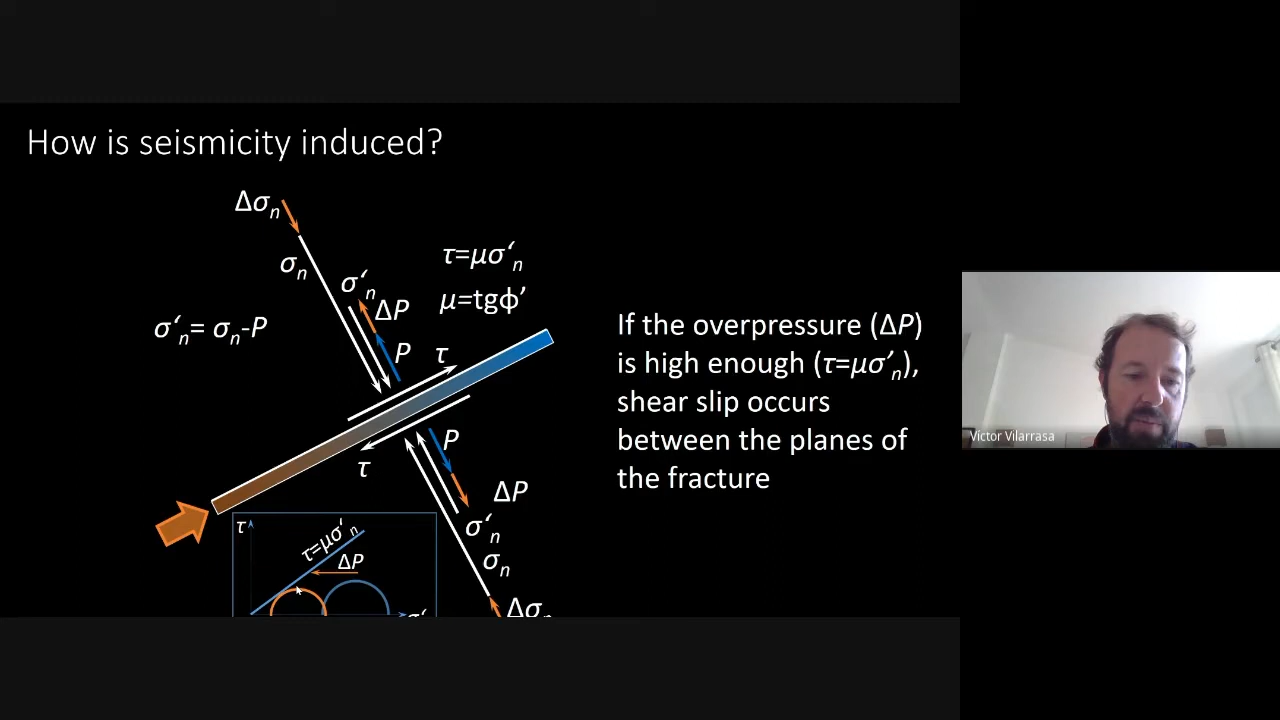 How is seismicity induced?
Δσn
σn
σ‘n
ΔP
P
τ
τ=μσ‘n
μ=tgϕ’
σ‘n= σn-P
If the overpressure (ΔP)
is high enough (τ=μσ’n),
shear slip occurs
between the planes of
the fracture
Víctor Vilarrasa
P
τ
ΔP
σ‘n
σn
Δσn
τ
τ=μσ‘n
ΔP